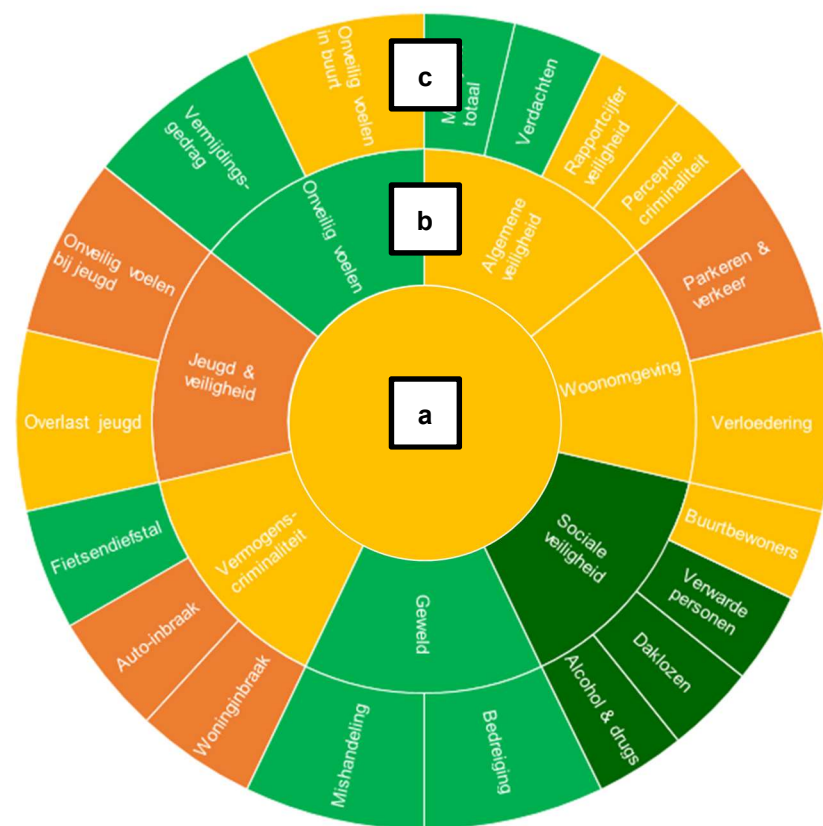 c
b
a
totaal
Verdachten
Rapportcijfer
veiligheid
Perceptie
criminaliteit
Parkeren &
verkeer
Verloedering
Buurtbewoners
Verwarde
personen
Daklozen
Alcohol & drugs
Bedreiging
Mishandeling
Woninginbraak
Auto-inbraak
Fietsendiefstal
Overlast jeugd
Onveilig voelen
bij jeugd
Vermijdings-
gedrag
Onveilig voelen
in buurt
Algemene
veiligheid
Woonomgeving
Sociale
veiligheid
Geweld
Vermogens-
criminaliteit
Jeugd &
veiligheid
Onveilig voelen